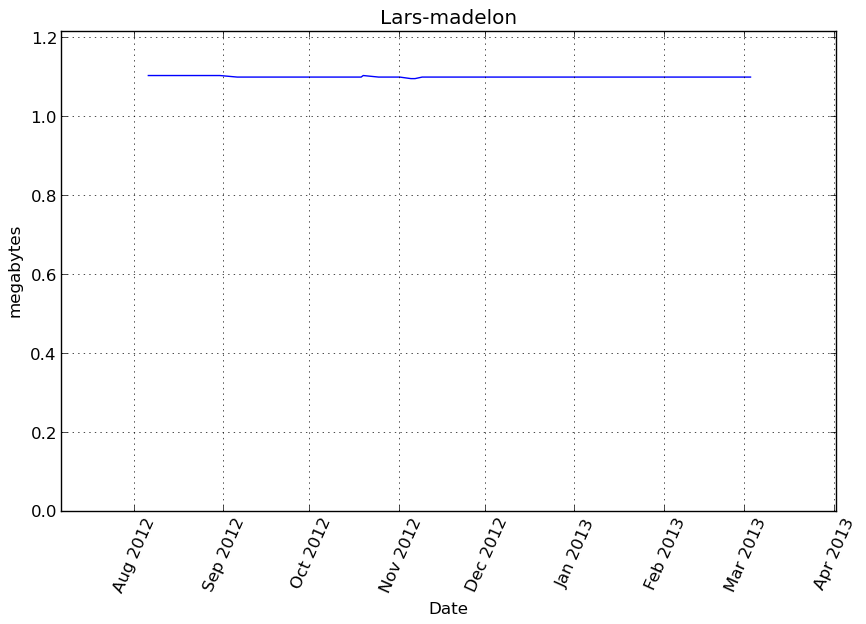 Lars-madelon
1.2
1.0
0.8
0.6
0.4
0.2
0.0
megabytes
Aug 2012
Sep 2012
Oct 2012
Nov 2012
Dec 2012
Jan 2013
Feb 2013
Mar 2013
Apr 2013
Date